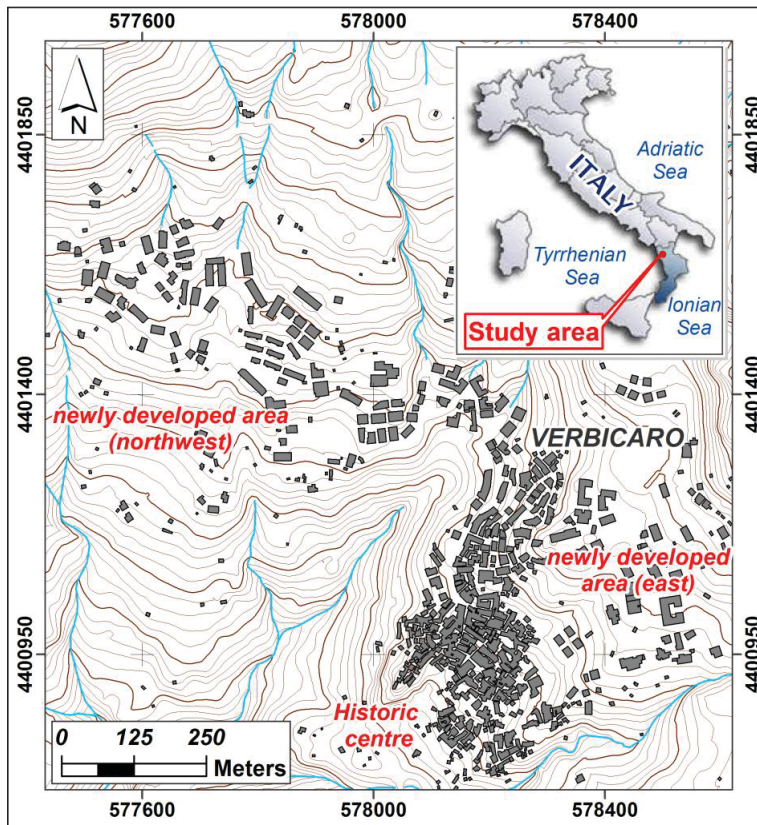 577600 578000 578400
4401850
4401850
N
Adriatic
Sea
ITALY
Tyrrhenian
Sea
Ionian
Sea
Study area
4401400
4401400
newly developed area
(northwest)
VERBICARO
newly developed
area (east)
4400950
4400950
Historic
centre
0 125 250
Meters
577600 578000 578400